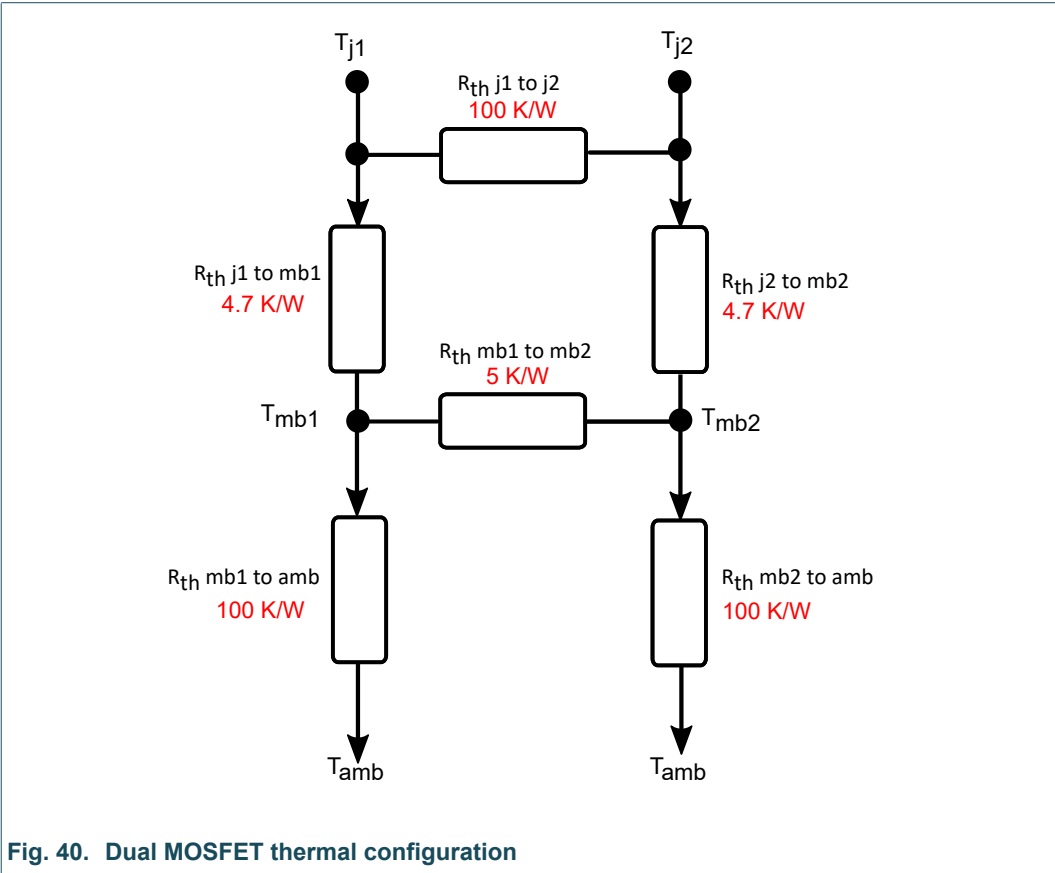 Tj1
Tj2
Rth j1 to j2
100 K/W
Rth j1 to mb1
4.7 K/W
Rth j2 to mb2
4.7 K/W
Rth mb1 to mb2
5 K/W
Tmb1
Tmb2
Rth mb1 to amb
100 K/W
Rth mb2 to amb
100 K/W
Tamb
Tamb
Fig. 40. Dual MOSFET thermal configuration